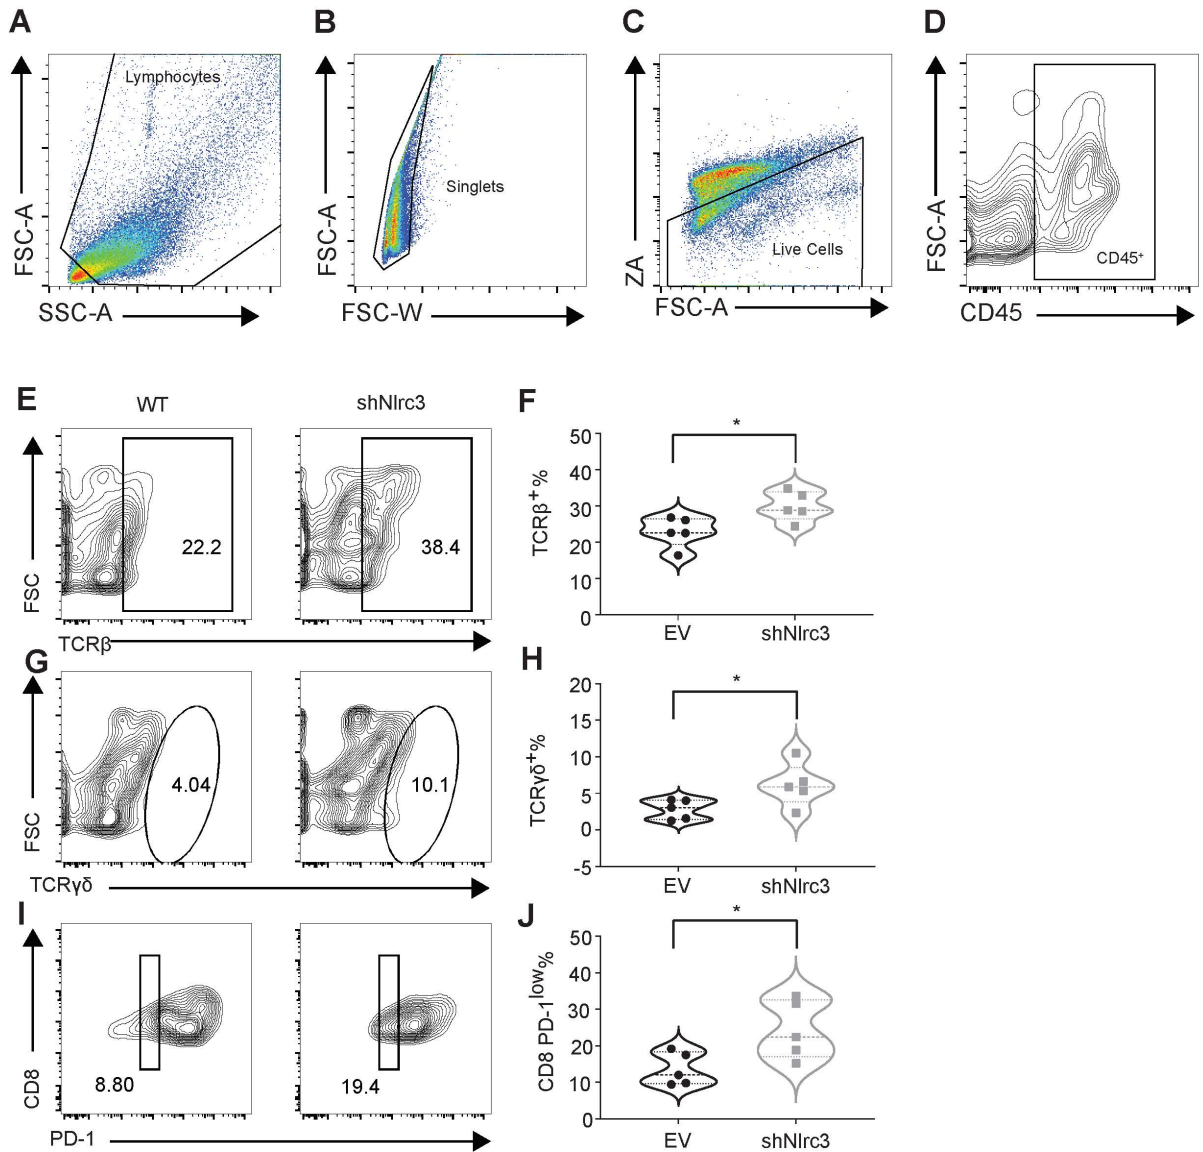 A
B
C
D
Lymphocytes
Singlets
Live Cells
CD45+
FSC-A
FSC-A
ZA
FSC-A
SSC-A
FSC-W
FSC-A
CD45
E
WT
shNlrc3
F
FSC
22.2
38.4
TCRβ
*
TCRβ+%
50
40
30
20
10
0
EV
shNlrc3
G
H
FSC
4.04
10.1
TCRγδ
*
TCRγδ+%
20
15
10
5
0
-5
EV
shNlrc3
I
J
CD8
8.80
19.4
PD-1
*
CD8 PD-1low%
50
40
30
20
10
0
EV
shNlrc3